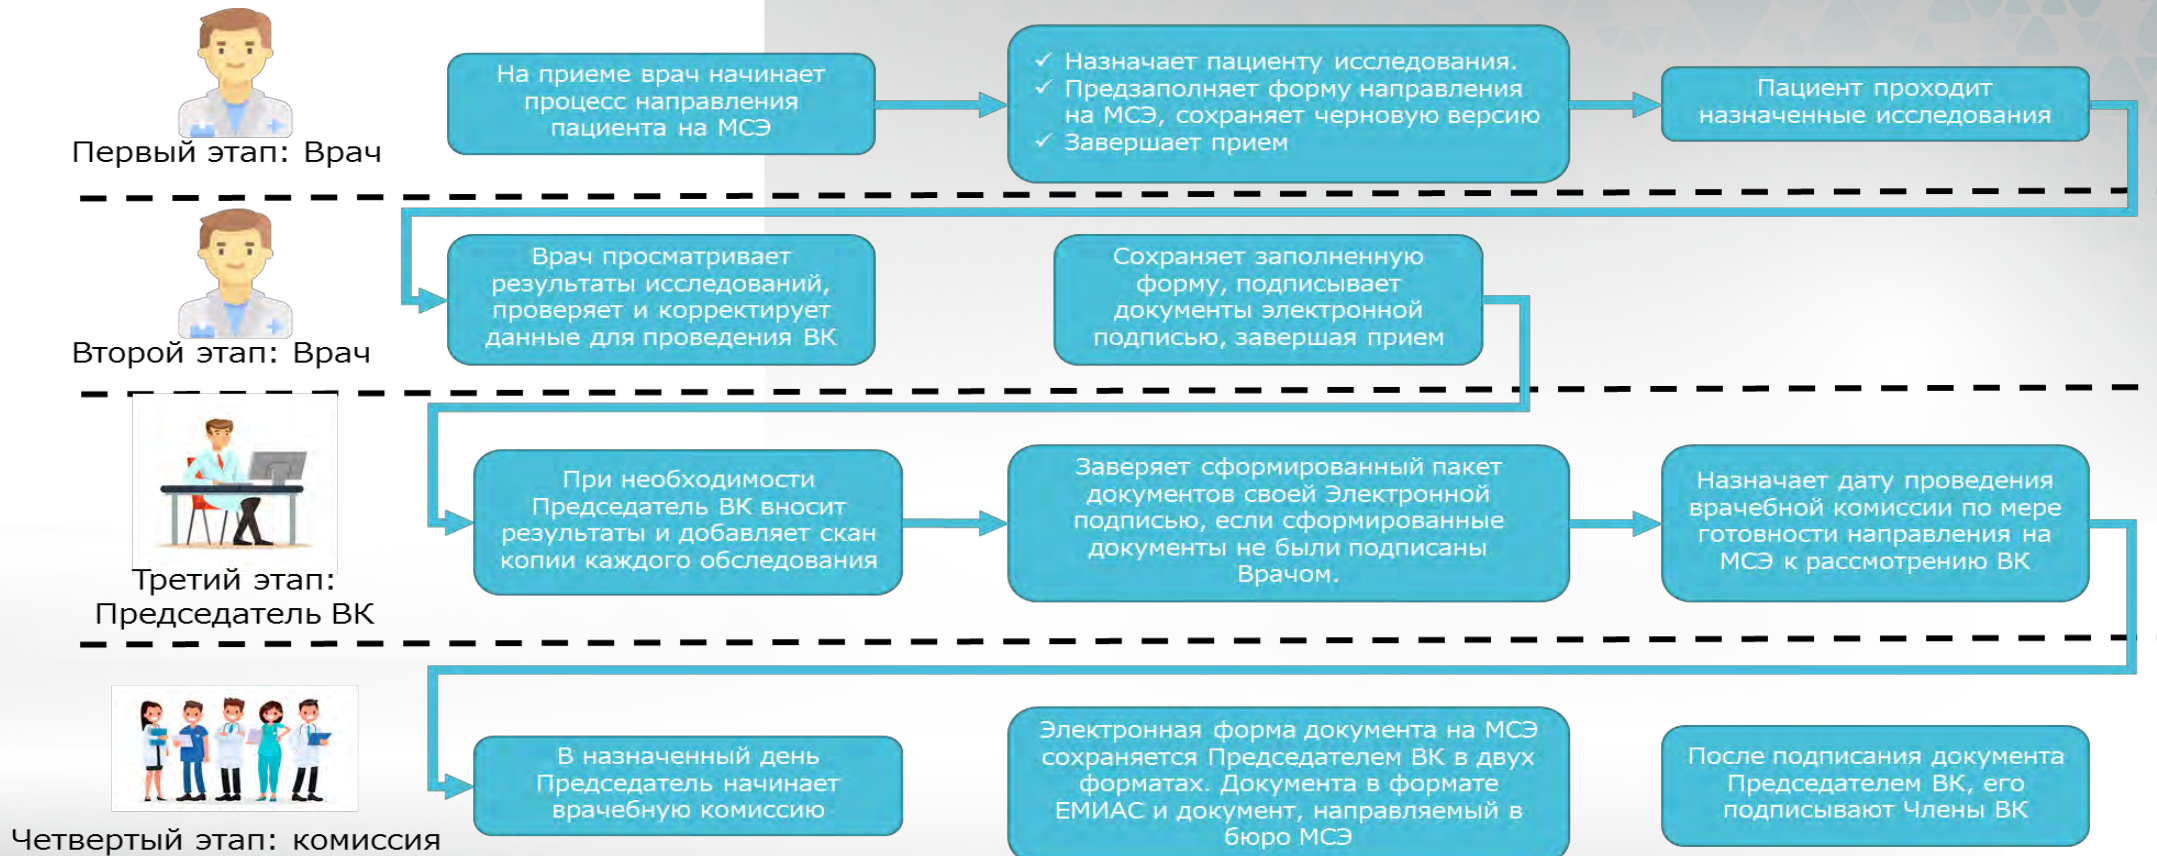 На приеме врач начинает
процесс направления
пациента на МСЭ
✓ Назначает пациенту исследования.
✓ Предзаполняет форму направления
на МСЭ, сохраняет черновую версию
✓ Завершает прием
Пациент проходит
назначенные исследования
Первый этап: Врач
Врач просматривает
результаты исследований,
проверяет и корректирует
данные для проведения ВК
Сохраняет заполненную
форму, подписывает
документы электронной
подписью, завершая прием
Второй этап: Врач
При необходимости
Председатель ВК вносит
результаты и добавляет скан
копии каждого обследования
Заверяет сформированный пакет
документов своей Электронной
подписью, если сформированные
документы не были подписаны
Врачом.
Назначает дату проведения
врачебной комиссии по мере
готовности направления на
МСЭ к рассмотрению ВК
Третий этап:
Председатель ВК
В назначенный день
Председатель начинает
врачебную комиссию
Электронная форма документа на МСЭ
сохраняется Председателем ВК в двух
форматах. Документа в формате
ЕМИАС и документ, направляемый в
бюро МСЭ
После подписания документа
Председателем ВК, его
подписывают Члены ВК
Четвертый этап: комиссия